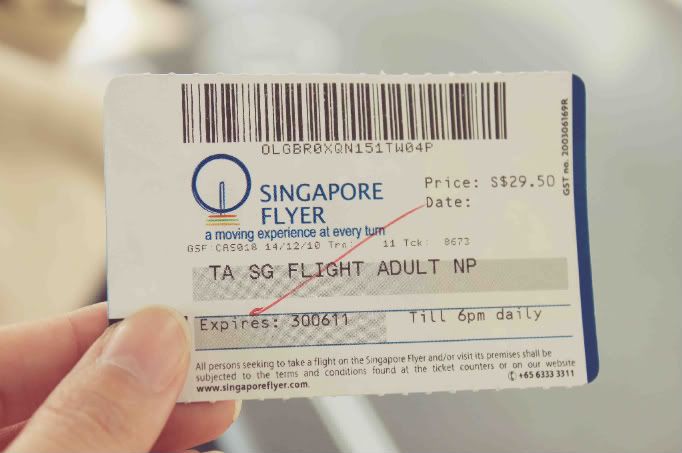 OLGBR0XQN151TW04P
SINGAPORE
FLYER
a moving experience at every turn
Price: S$29.50
Date:
GST no. 200306169R
GSF CAS018 14/12/10 Trn: 11 Tck: 8673
TA SG FLIGHT ADULT NP
Expires: 300611 Till 6pm daily
All persons seeking to take a flight on the Singapore Flyer and/or visit its premises shall be
subjected to the terms and conditions found at the ticket counters or on our website
www.singaporeflyer.com. +65 6333 3311